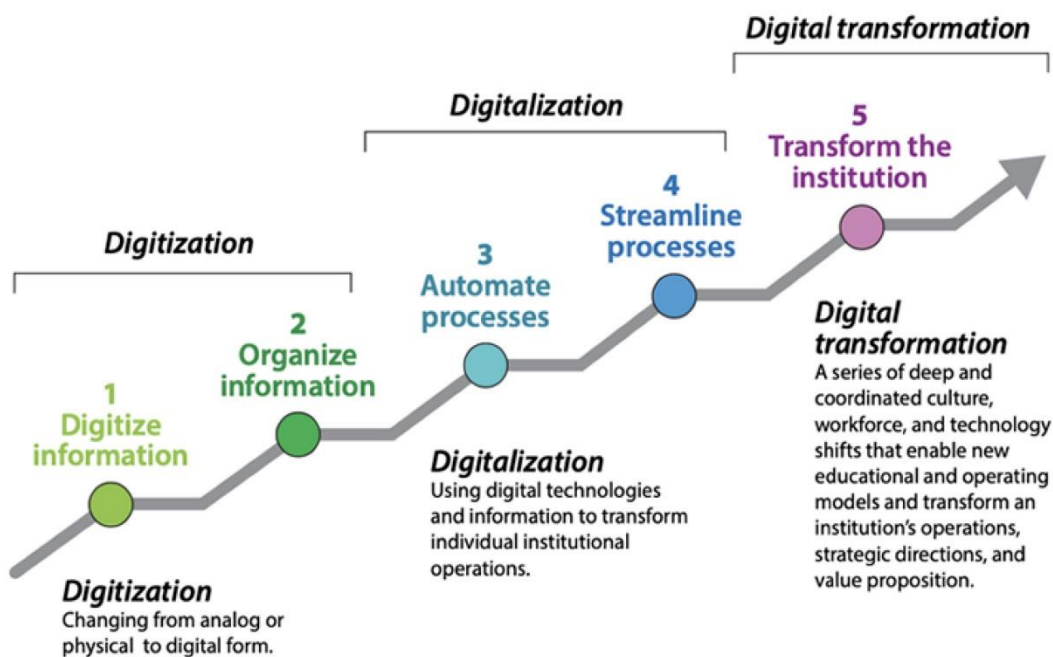 Digital transformation
Digitalization
Digitization
1
Digitize
information
2
Organize
information
3
Automate
processes
4
Streamline
processes
5
Transform the
institution
Digitization
Changing from analog or
physical to digital form.
Digitalization
Using digital technologies
and information to transform
individual institutional
operations.
Digital
transformation
A series of deep and
coordinated culture,
workforce, and technology
shifts that enable new
educational and operating
models and transform an
institution’s operations,
strategic directions, and
value proposition.